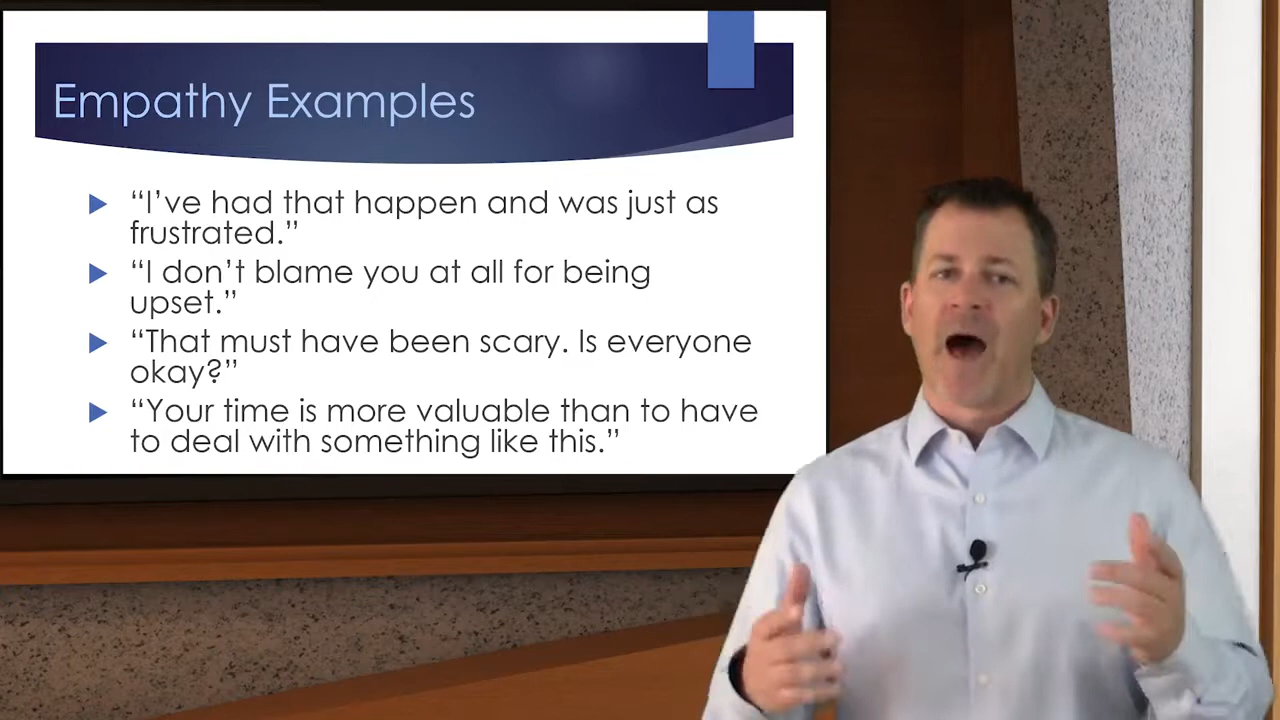 Empathy Examples
“I’ve had that happen and was just as
frustrated.”
“I don’t blame you at all for being
upset.”
“That must have been scary. Is everyone
okay?”
“Your time is more valuable than to have
to deal with something like this.”